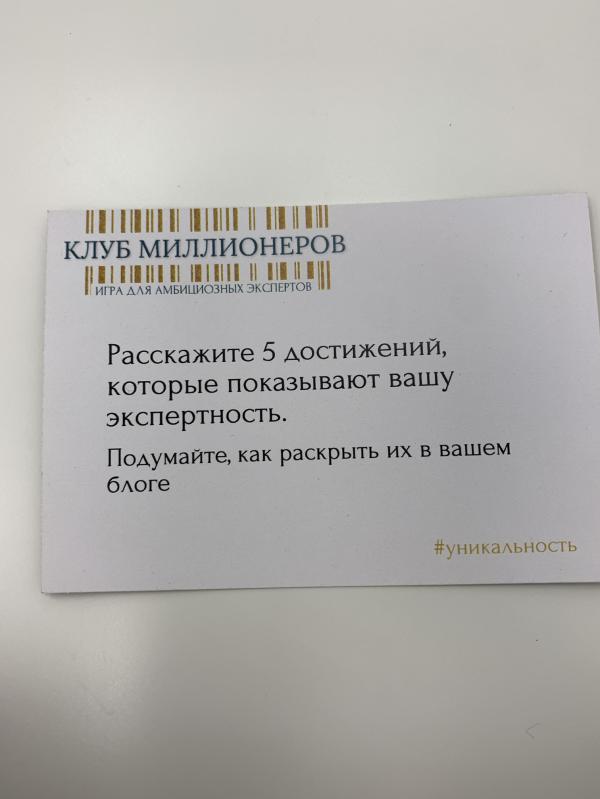 КЛУБ МИЛЛИОНЕРОВ
ИГРА ДЛЯ АМБИЦИОЗНЫХ ЭКСПЕРТОВ
Расскажите 5 достижений,
которые показывают вашу
экспертность.
Подумайте, как раскрыть их в вашем
блоге
#уникальность